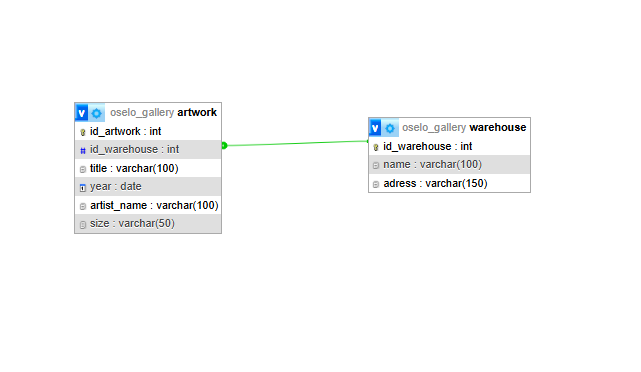 v oselo_gallery artwork
id_artwork : int
# id_warehouse : int
title : varchar(100)
year : date
artist_name : varchar(100)
size : varchar(50)
v oselo_gallery warehouse
id_warehouse : int
name : varchar(100)
adress : varchar(150)